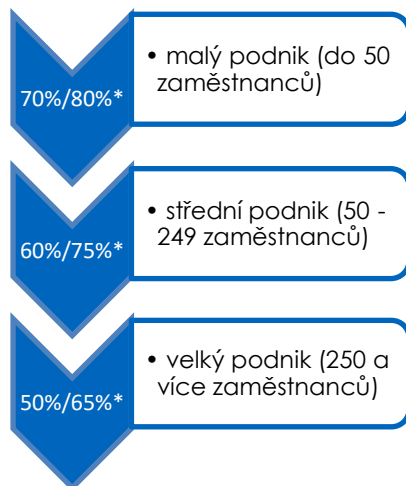 • malý podnik (do 50
zaměstnanců)
70%/80%*
• střední podnik (50 -
249 zaměstnanců)
60%/75%*
• velký podnik (250 a
více zaměstnanců)
50%/65%*